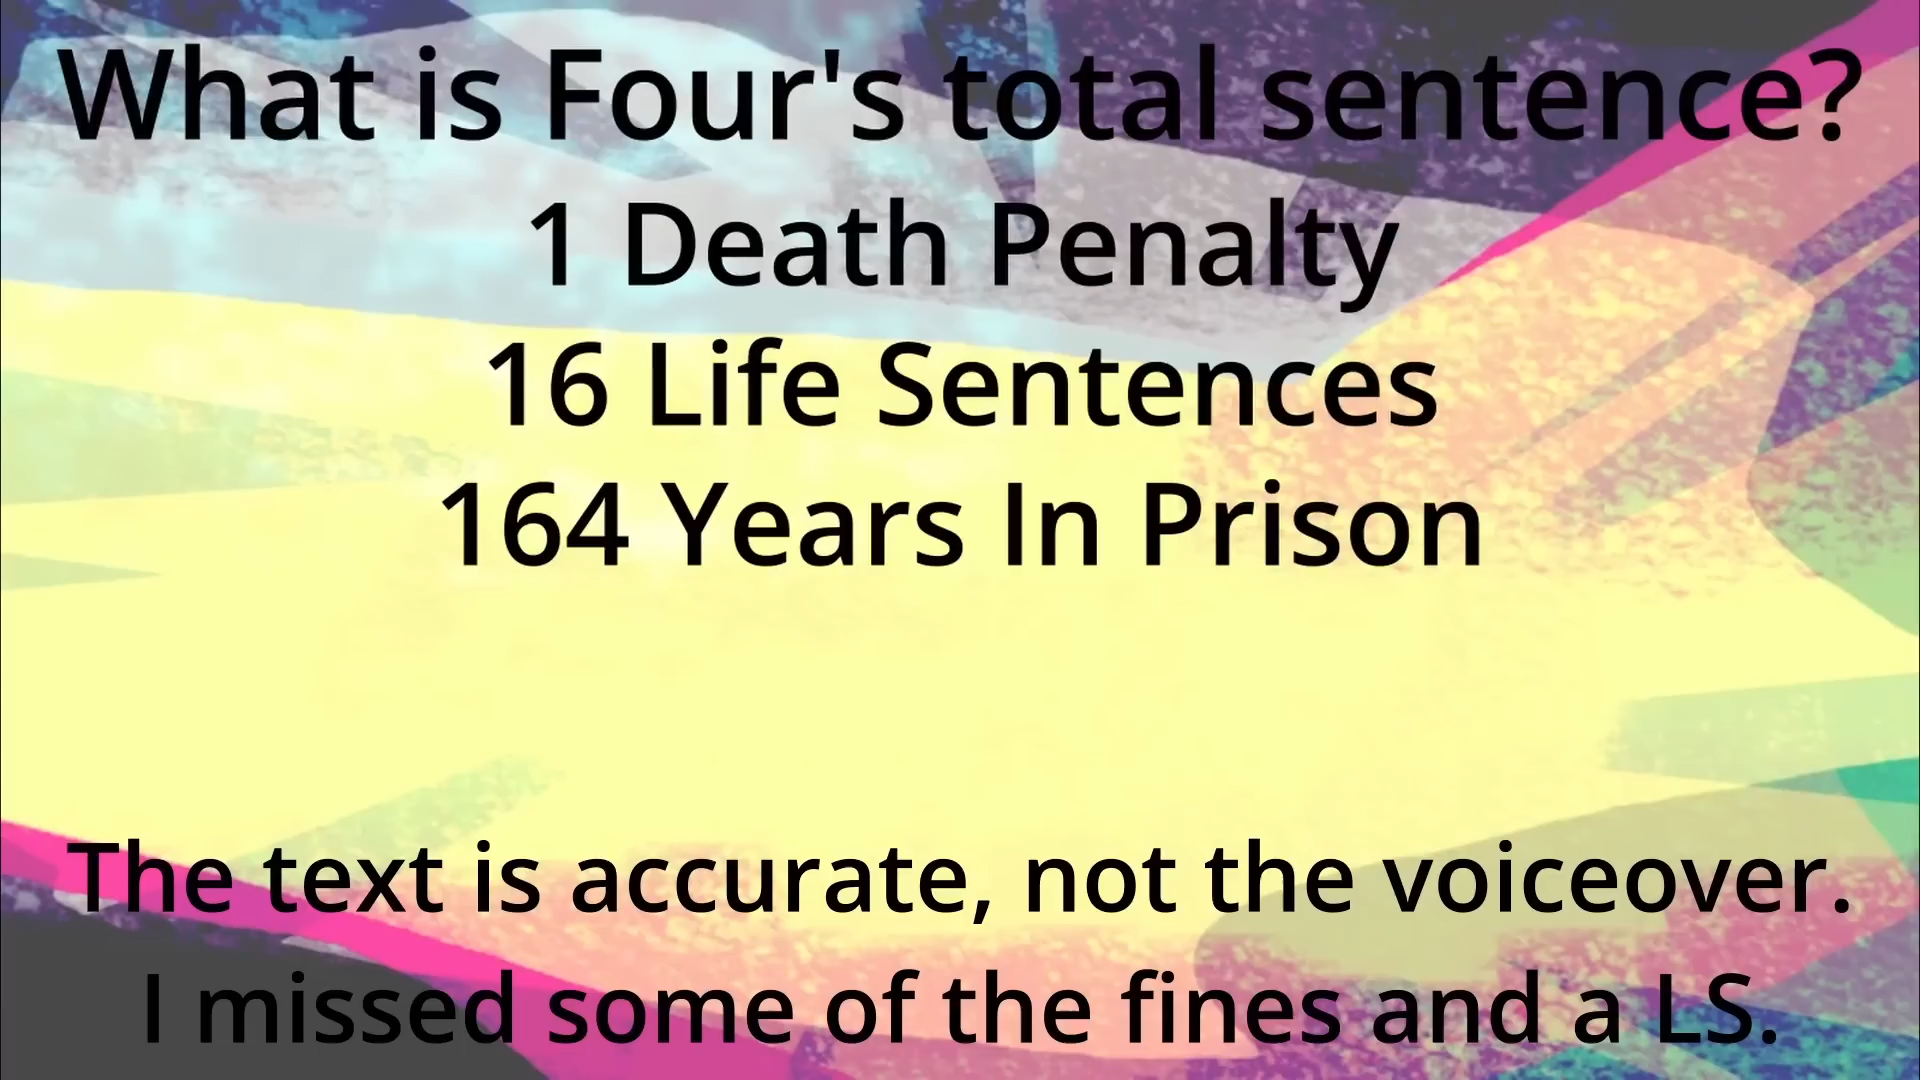 What is Four's total sentence?
1 Death Penalty
16 Life Sentences
164 Years In Prison
The text is accurate, not the voiceover.
I missed some of the fines and a LS.